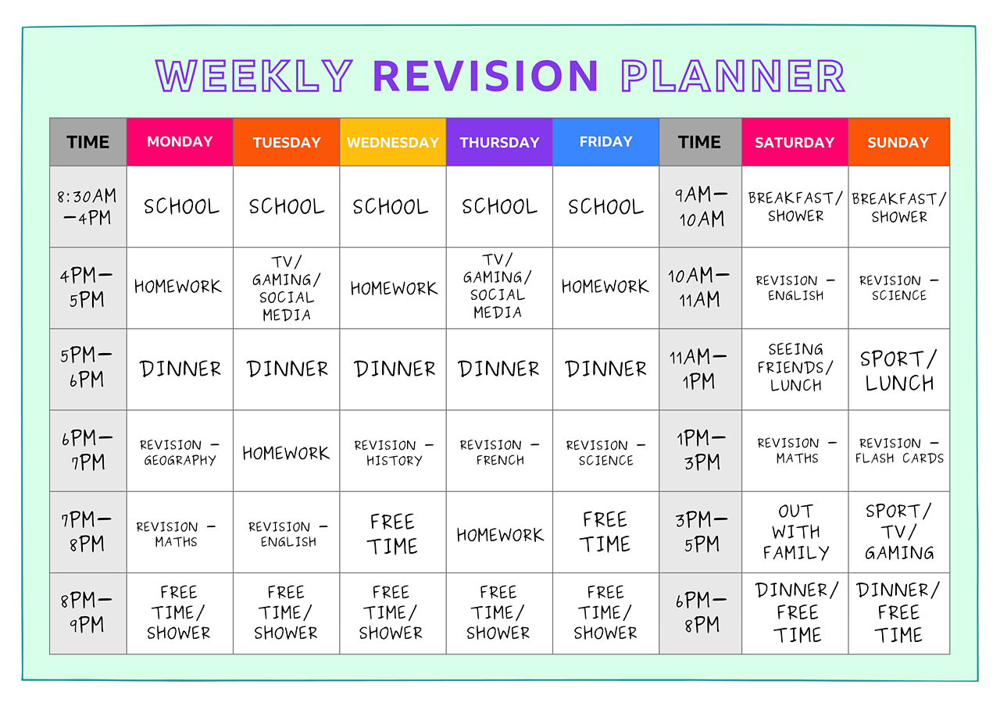 WEEKLY REVISION PLANNER
TIME
MONDAY
TUESDAY
WEDNESDAY
THURSDAY
FRIDAY
TIME
SATURDAY
SUNDAY
8:30AM
—4PM
SCHOOL
SCHOOL
SCHOOL
SCHOOL
SCHOOL
9AM—
10AM
BREAKFAST/
SHOWER
BREAKFAST/
SHOWER
4PM—
5PM
HOMEWORK
TV/
GAMING/
SOCIAL
MEDIA
HOMEWORK
TV/
GAMING/
SOCIAL
MEDIA
HOMEWORK
10AM—
11AM
REVISION –
ENGLISH
REVISION –
SCIENCE
5PM—
6PM
DINNER
DINNER
DINNER
DINNER
DINNER
11AM—
1PM
SEEING
FRIENDS/
LUNCH
SPORT/
LUNCH
6PM—
7PM
REVISION –
GEOGRAPHY
HOMEWORK
REVISION –
HISTORY
REVISION –
FRENCH
REVISION –
SCIENCE
1PM—
3PM
REVISION –
MATHS
REVISION –
FLASH CARDS
7PM—
8PM
REVISION –
MATHS
REVISION –
ENGLISH
FREE
TIME
HOMEWORK
FREE
TIME
3PM—
5PM
OUT
WITH
FAMILY
SPORT/
TV/
GAMING
8PM—
9PM
FREE
TIME/
SHOWER
FREE
TIME/
SHOWER
FREE
TIME/
SHOWER
FREE
TIME/
SHOWER
FREE
TIME/
SHOWER
6PM—
8PM
DINNER/
FREE
TIME
DINNER/
FREE
TIME